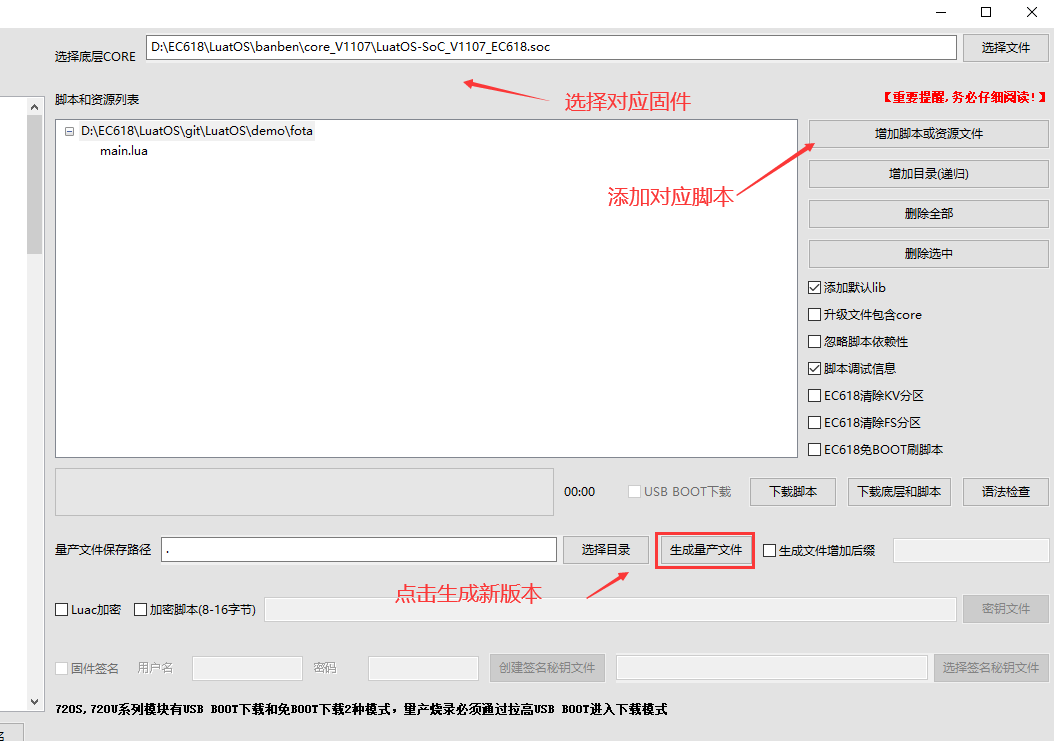 选择底层CORE
D:\EC618\LuatOS\banben\core_V1107\LuatOS-SoC_V1107_EC618.soc
选择文件
脚本和资源列表
选择对应固件
【重要提醒,务必仔细阅读!】
D:\EC618\LuatOS\git\LuatOS\demo\fota
main.lua
增加脚本或资源文件
增加目录(递归)
添加对应脚本
删除全部
删除选中
添加默认lib
升级文件包含core
忽略脚本依赖性
脚本调试信息
EC618清除KV分区
EC618清除FS分区
EC618免BOOT刷脚本
00:00
USB BOOT下载
下载脚本
下载底层和脚本
语法检查
量产文件保存路径
.
选择目录
生成量产文件
生成文件增加后缀
点击生成新版本
Luac加密
加密脚本(8-16字节)
密钥文件
固件签名
用户名
密码
创建签名秘钥文件
选择签名秘钥文件
720S,720U系列模块有USB BOOT下载和免BOOT下载2种模式，量产烧录必须通过拉高USB BOOT进入下载模式